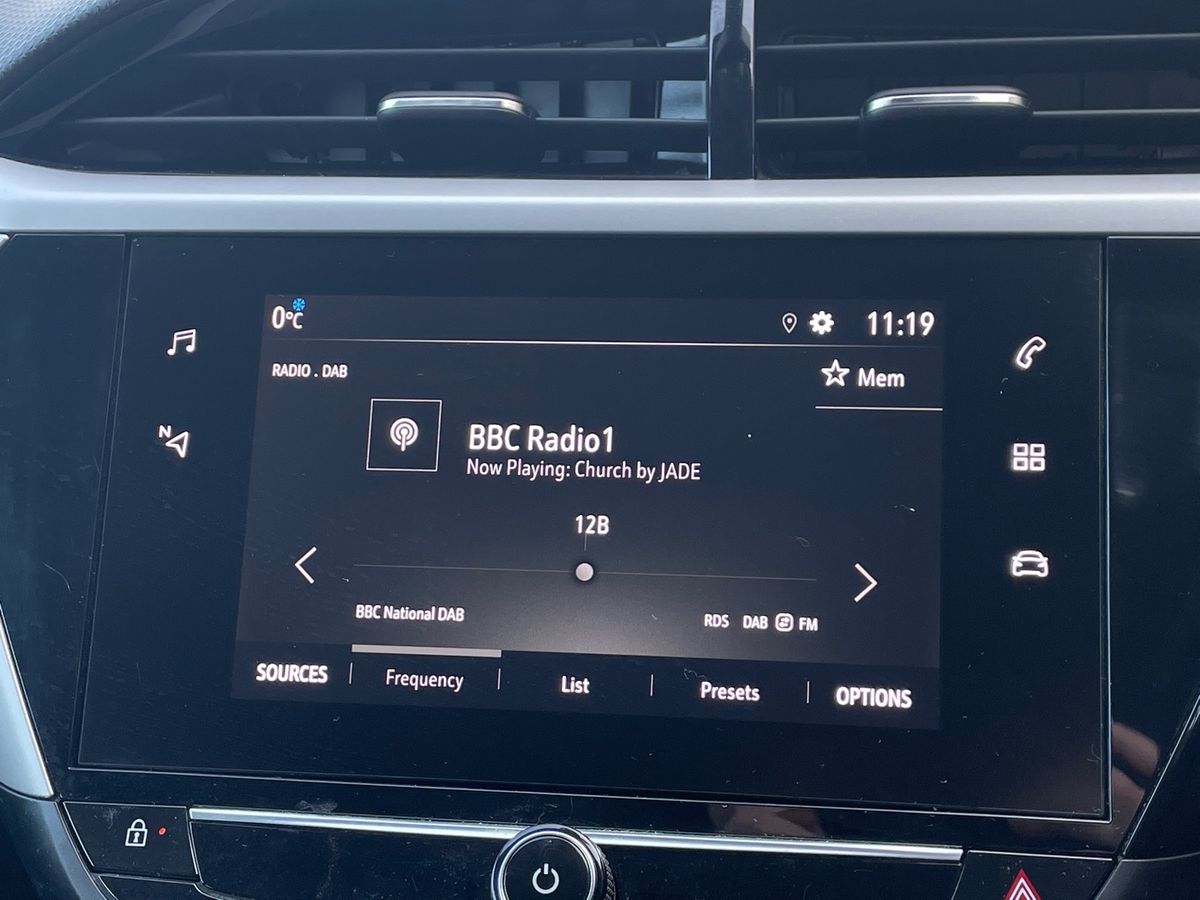 0°C
11:19
RADIO . DAB
Mem
BBC Radio1
Now Playing: Church by JADE
N
12B
BBC National DAB
RDS DAB FM
SOURCES
Frequency
List
Presets
OPTIONS